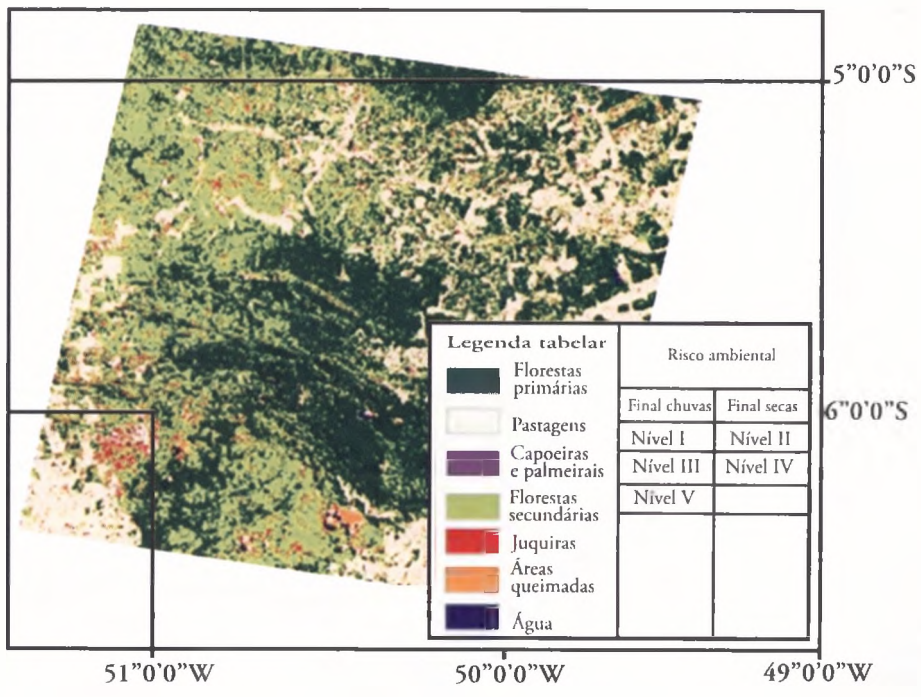 5"0'0"S
Legenda tabelar
Florestas
primárias
Pastagens
Capoeiras
e palmeirais
Florestas
secundárias
Juquiras
Áreas
queimadas
Água
Risco ambiental
Final chuvas
Final secas
Nível I
Nível II
Nível III
Nível IV
Nível V
6"0'0"S
51"0'0"W
50"0'0"W
49"0'0"W